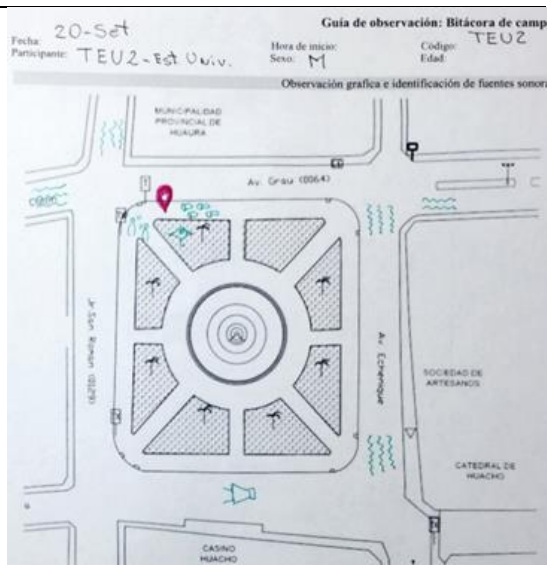 Guía de observación: Bitácora de camp
Fecha: 20-Set
Participante: TEU2-Est. Univ.
Hora de inicio:
Sexo: M
Código: TEU2
Edad:
Observación grafica e identificación de fuentes sonora
MUNICIPALIDAD
PROVINCIAL DE
HUAURA
Av. Grau (0064)
Jr San Roman (0129)
Av. Echenique
SOCIEDAD DE
ARTESANOS
CATEDRAL DE
HUACHO
CASINO
HUACHO